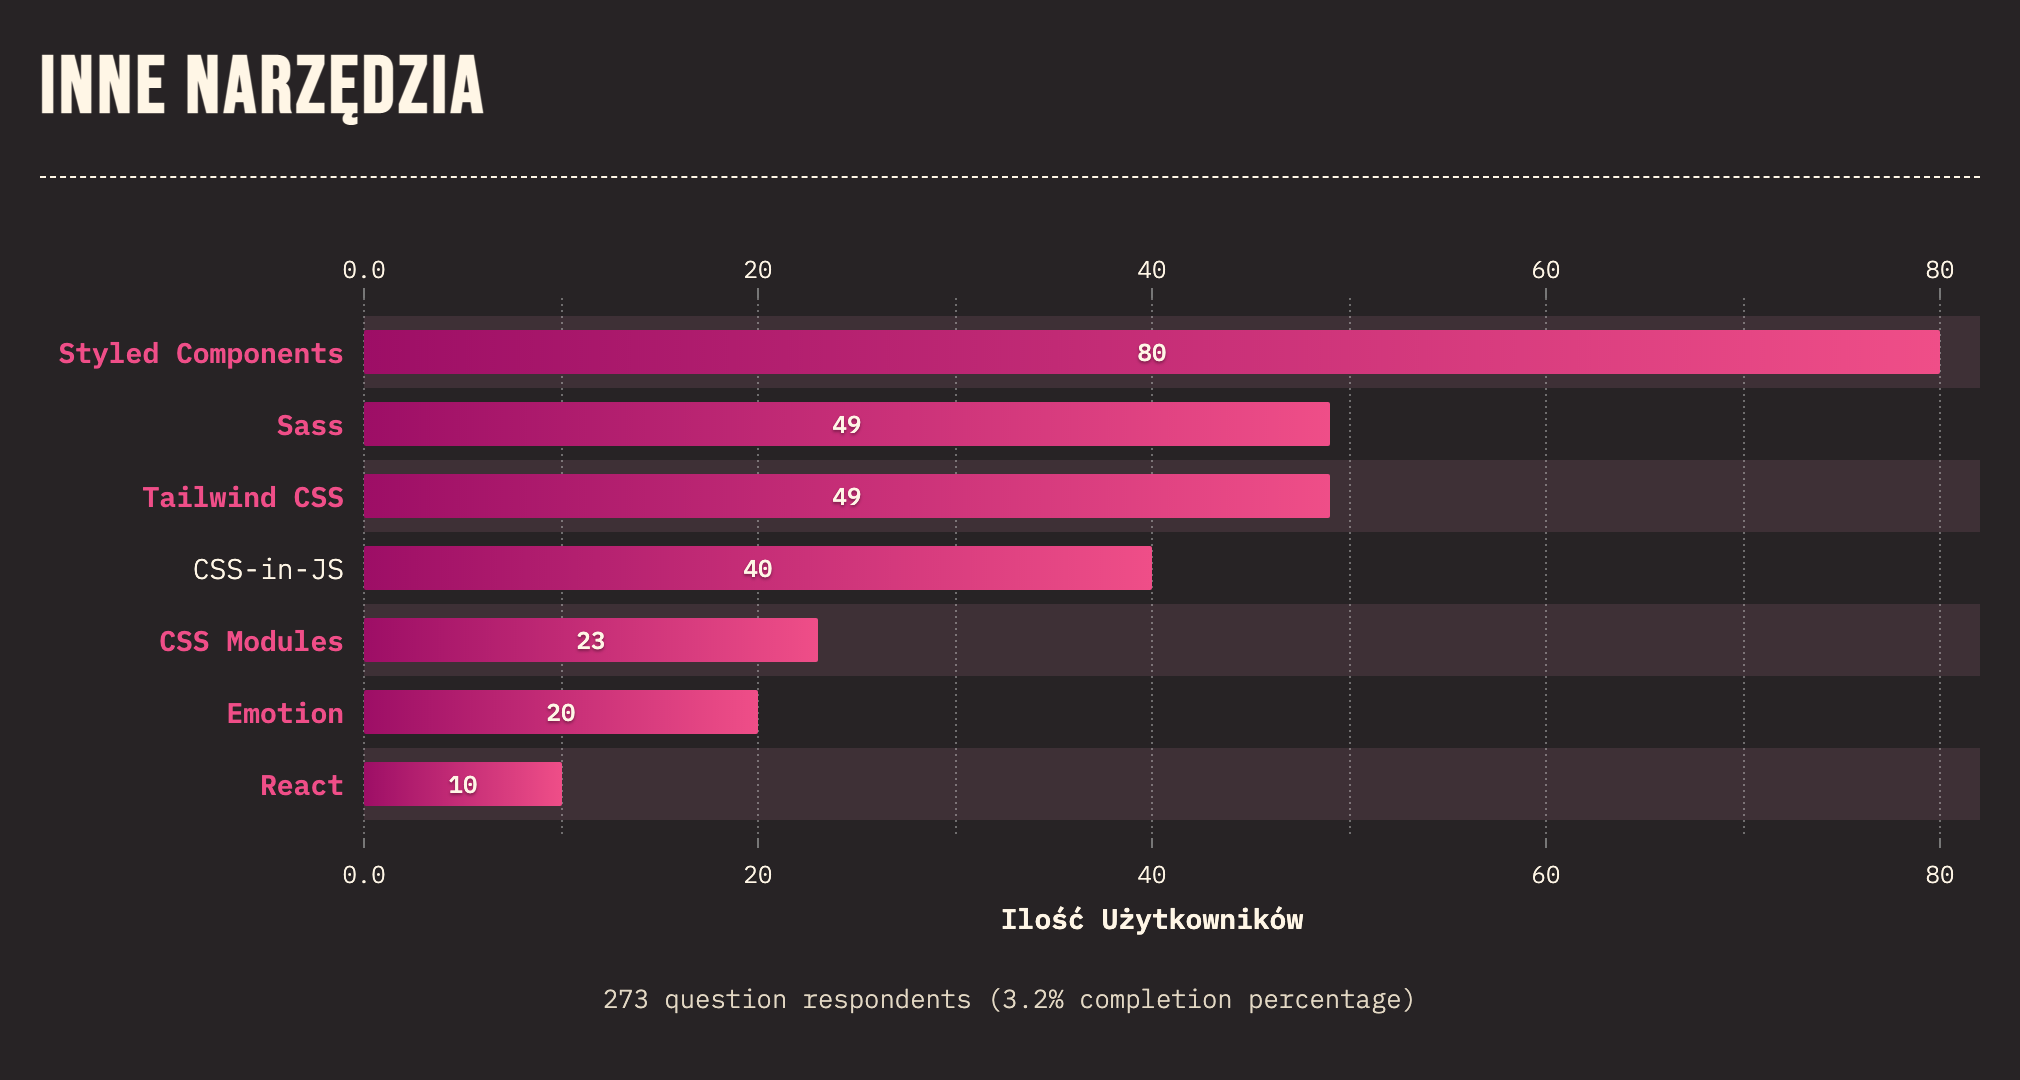 INNE NARZĘDZIA
0.0 20 40 60 80
Styled Components 80
Sass 49
Tailwind CSS 49
CSS-in-JS 40
CSS Modules 23
Emotion 20
React 10
0.0 20 40 60 80
Ilość Użytkowników
273 question respondents (3.2% completion percentage)